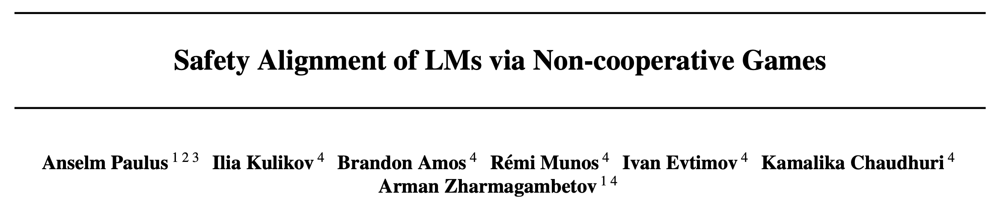 Safety Alignment of LMs via Non-cooperative Games
Anselm Paulus 1 2 3 Ilia Kulikov 4 Brandon Amos 4 Rémi Munos 4 Ivan Evtimov 4 Kamalika Chaudhuri 4
Arman Zharmagambetov 1 4